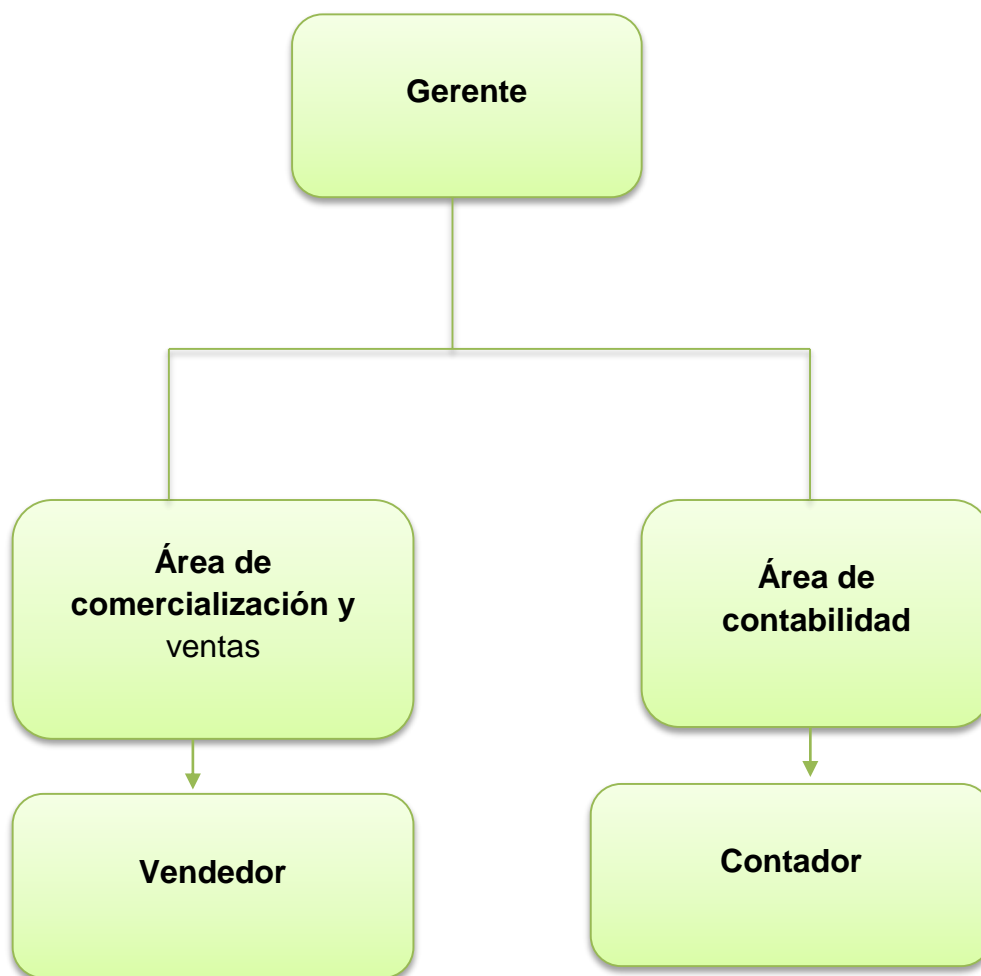 Gerente
Área de
comercialización y
ventas
Área de
contabilidad
Vendedor
Contador